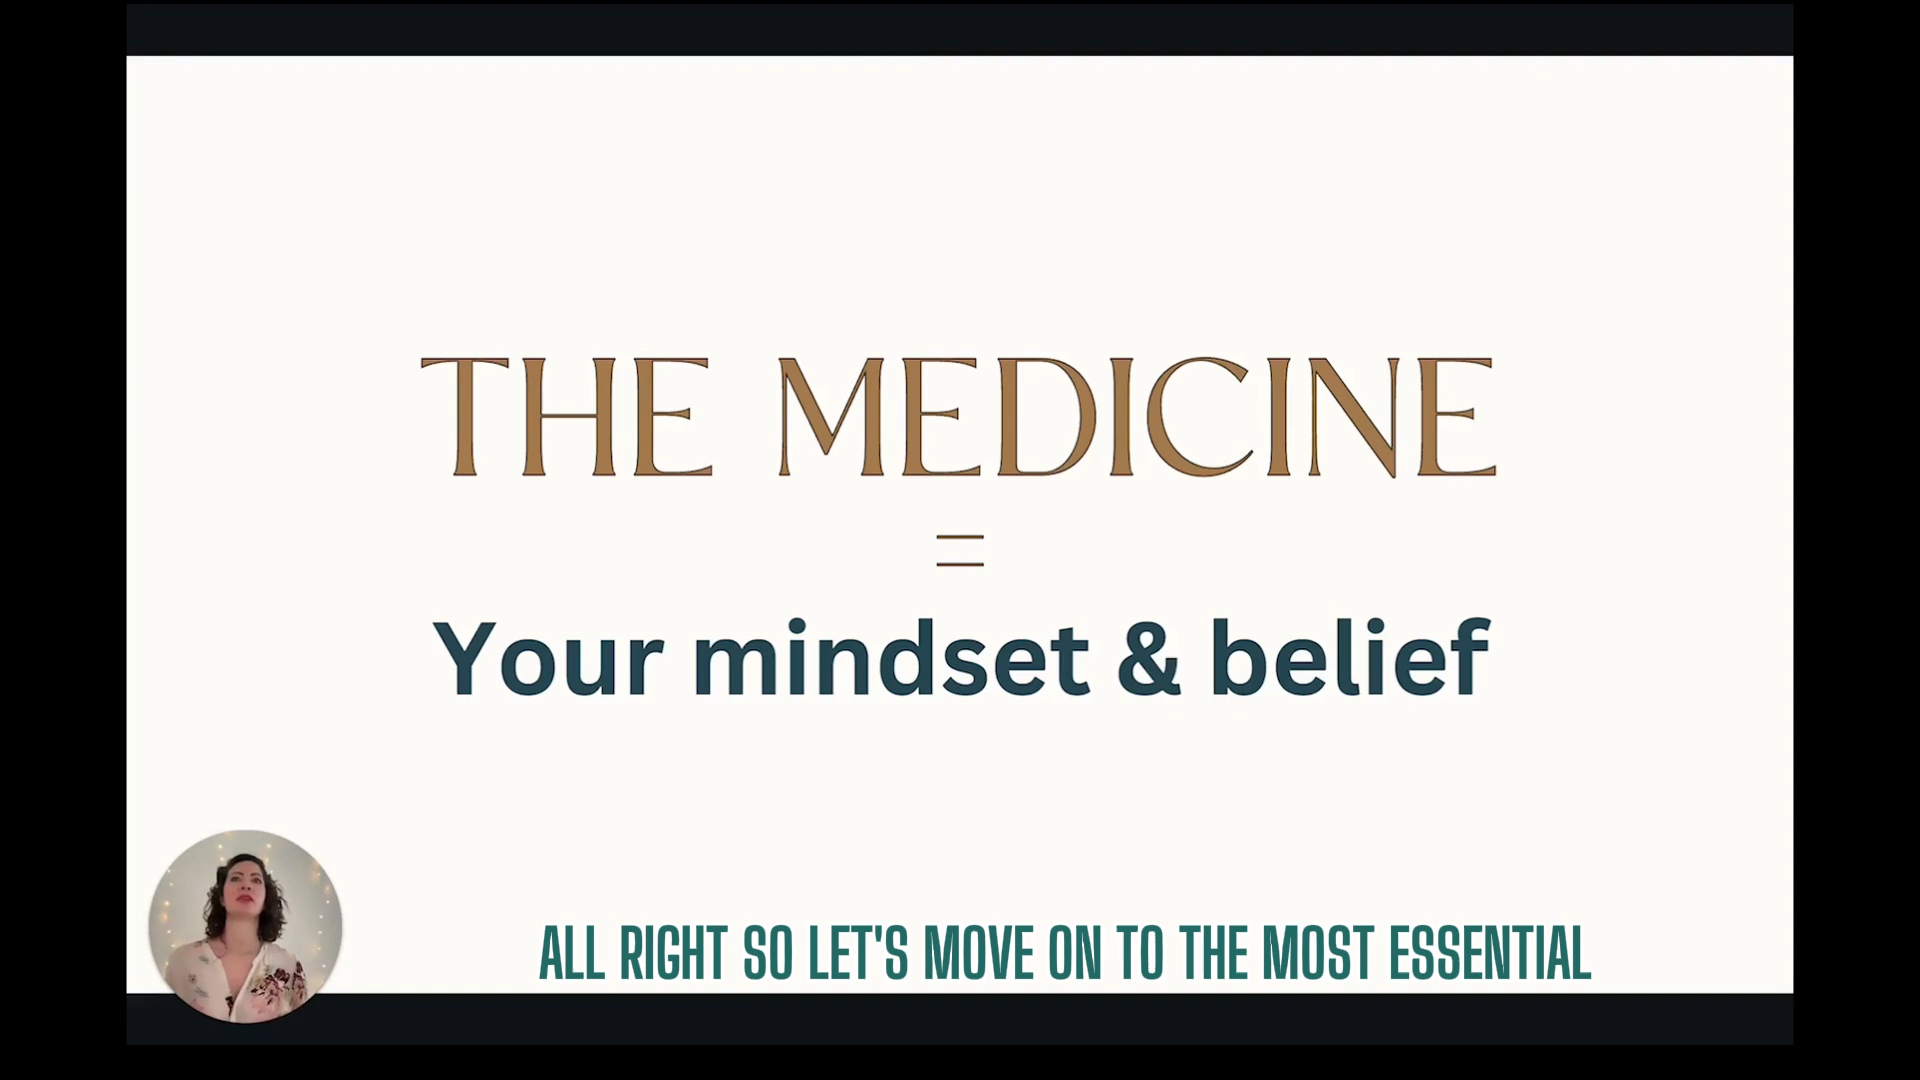 THE MEDICINE
=
Your mindset & belief
ALL RIGHT SO LET'S MOVE ON TO THE MOST ESSENTIAL